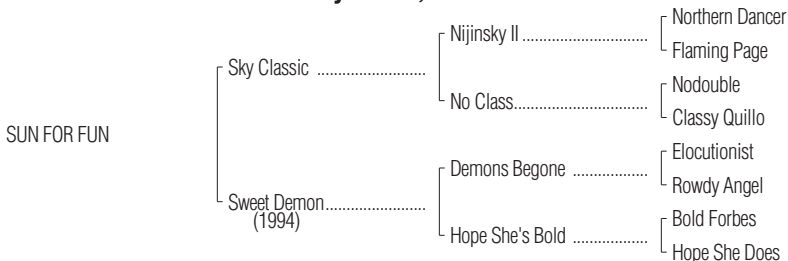 Northern Dancer
Nijinsky II ..............................
Flaming Page
Sky Classic ..........................
Nodouble
No Class................................
Classy Quillo
SUN FOR FUN
Elocutionist
Demons Begone ..................
Rowdy Angel
Sweet Demon........................
(1994)
Bold Forbes
Hope She's Bold ..................
Hope She Does